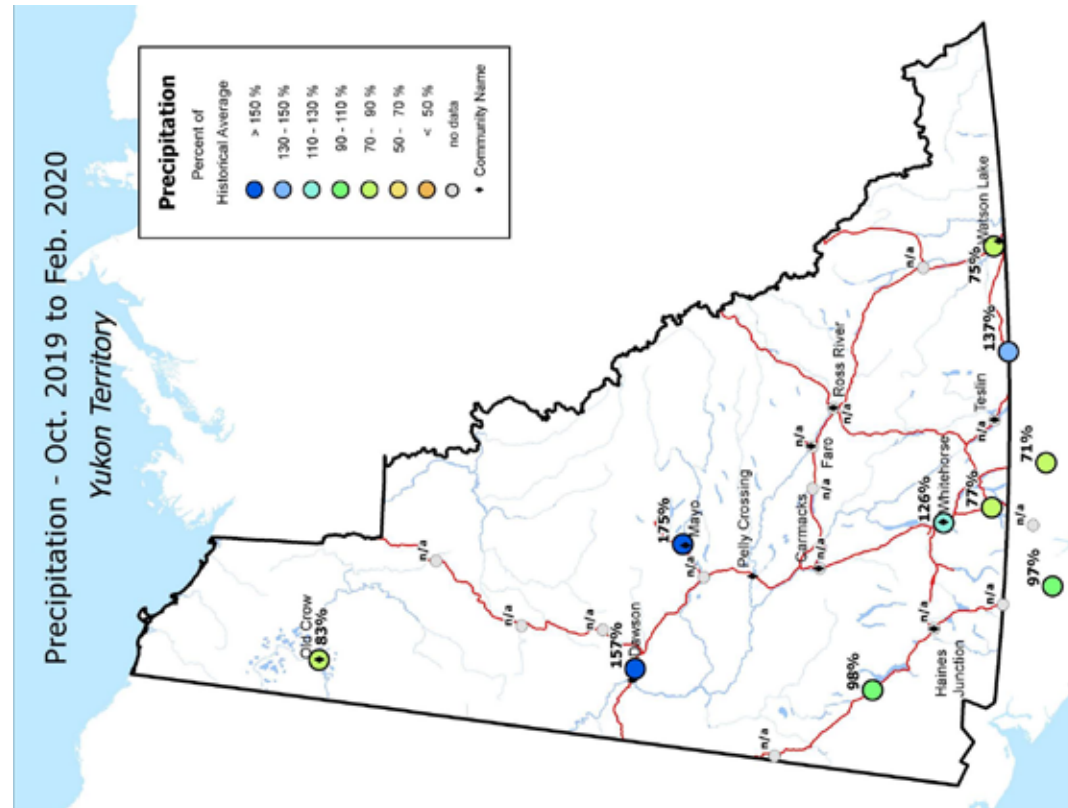 Precipitation - Oct. 2019 to Feb. 2020
Yukon Territory
Precipitation
Percent of
Historical Average
> 150 %
130 - 150 %
110 - 130 %
90 - 110 %
70 - 90 %
50 - 70 %
< 50 %
no data
Community Name
Old Crow
83%
n/a
n/a
n/a
157%
Dawson
175%
Mayo
n/a
Pelly Crossing
Carmacks
n/a
n/a
Faro
n/a
Ross River
n/a
n/a
98%
Haines
Junction
n/a
n/a
126%
Whitehorse
77%
n/a
97%
71%
Teslin
n/a
137%
n/a
75%
Watson Lake